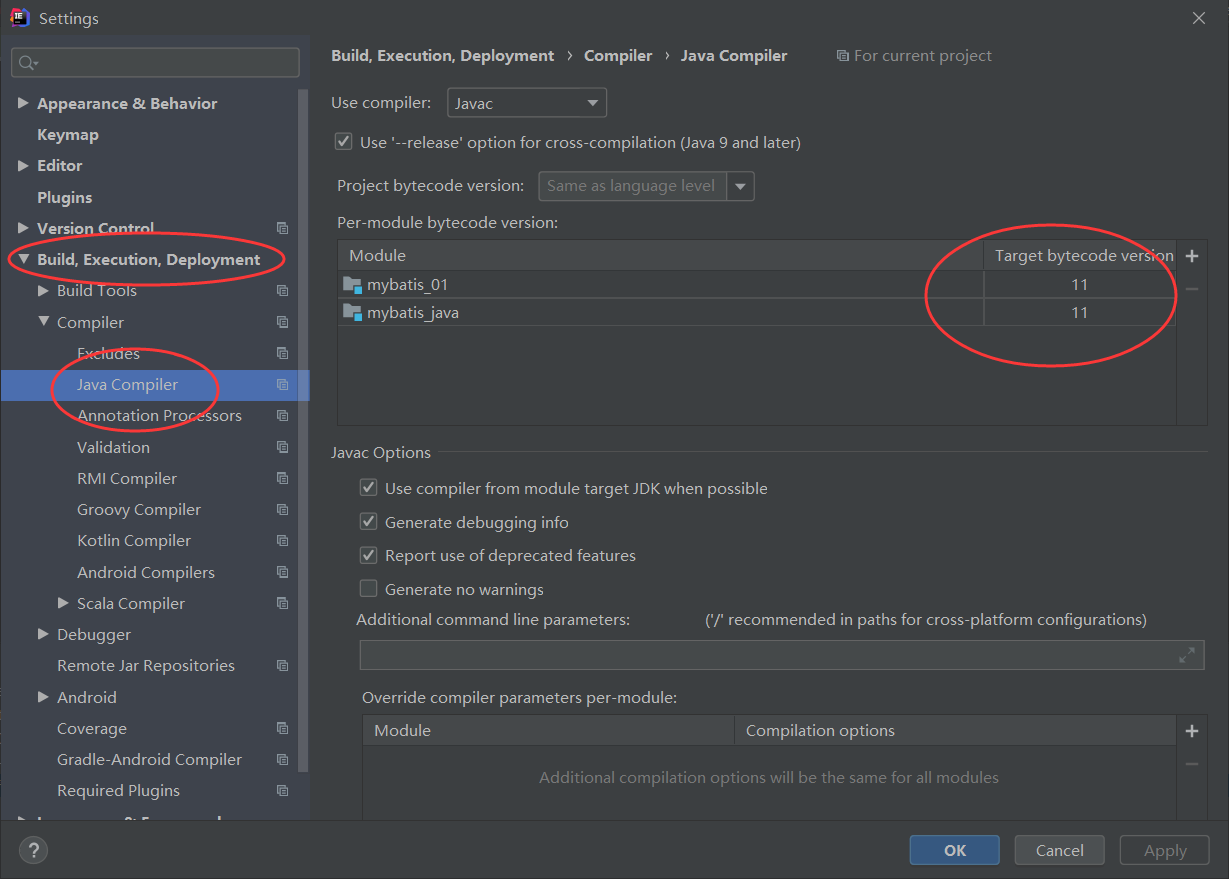 Settings
Appearance & Behavior
Keymap
Editor
Plugins
Version Control
Build, Execution, Deployment
Build Tools
Compiler
Excludes
Java Compiler
Annotation Processors
Validation
RMI Compiler
Groovy Compiler
Kotlin Compiler
Android Compilers
Scala Compiler
Debugger
Remote Jar Repositories
Android
Coverage
Gradle-Android Compiler
Required Plugins
Build, Execution, Deployment › Compiler › Java Compiler For current project
Use compiler: Javac
Use '--release' option for cross-compilation (Java 9 and later)
Project bytecode version: Same as language level
Per-module bytecode version:
Module Target bytecode version
mybatis_01 11
mybatis_java 11
Javac Options
Use compiler from module target JDK when possible
Generate debugging info
Report use of deprecated features
Generate no warnings
Additional command line parameters: ('/' recommended in paths for cross-platform configurations)
Override compiler parameters per-module:
Module Compilation options
Additional compilation options will be the same for all modules
? OK Cancel Apply